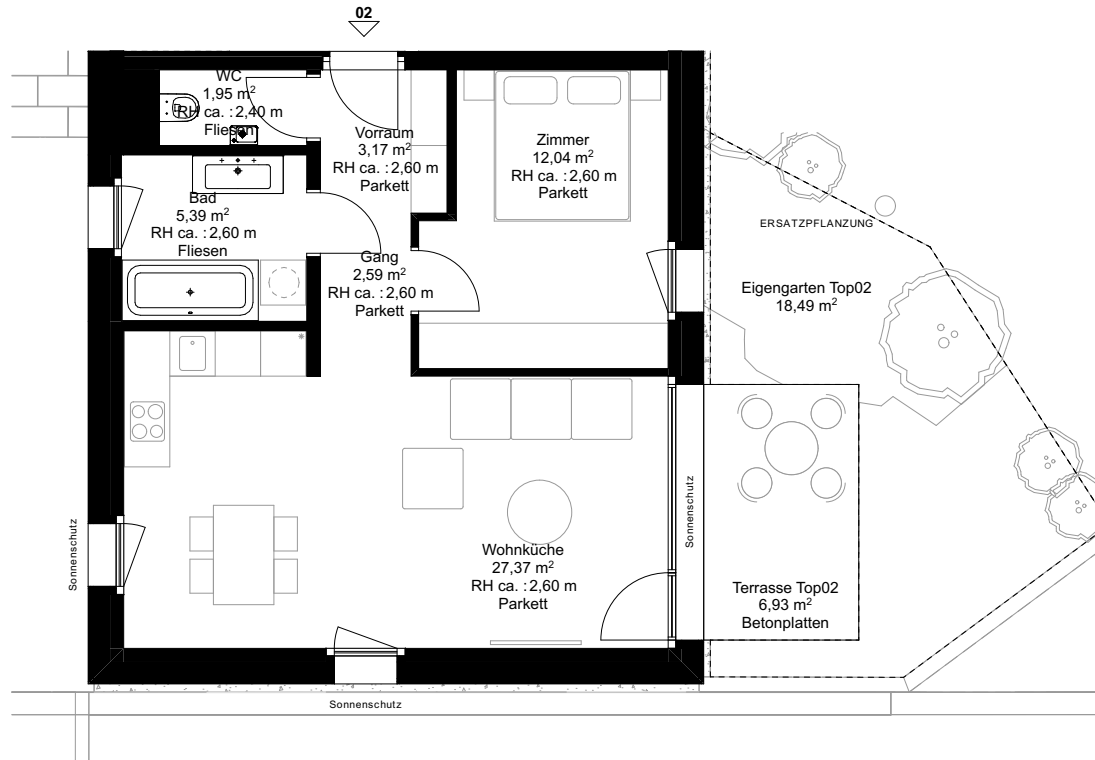 02
WC
1,95 m²
RH ca. :2,40 m
Fliesen
Vorraum
3,17 m²
RH ca. :2,60 m
Parkett
Zimmer
12,04 m²
RH ca. :2,60 m
Parkett
Bad
5,39 m²
RH ca. :2,60 m
Fliesen
Gang
2,59 m²
RH ca. :2,60 m
Parkett
ERSATZPFLANZUNG
Eigengarten Top02
18,49 m²
Sonnenschutz
Sonnenschutz
Wohnküche
27,37 m²
RH ca. :2,60 m
Parkett
Terrasse Top02
6,93 m²
Betonplatten
Sonnenschutz